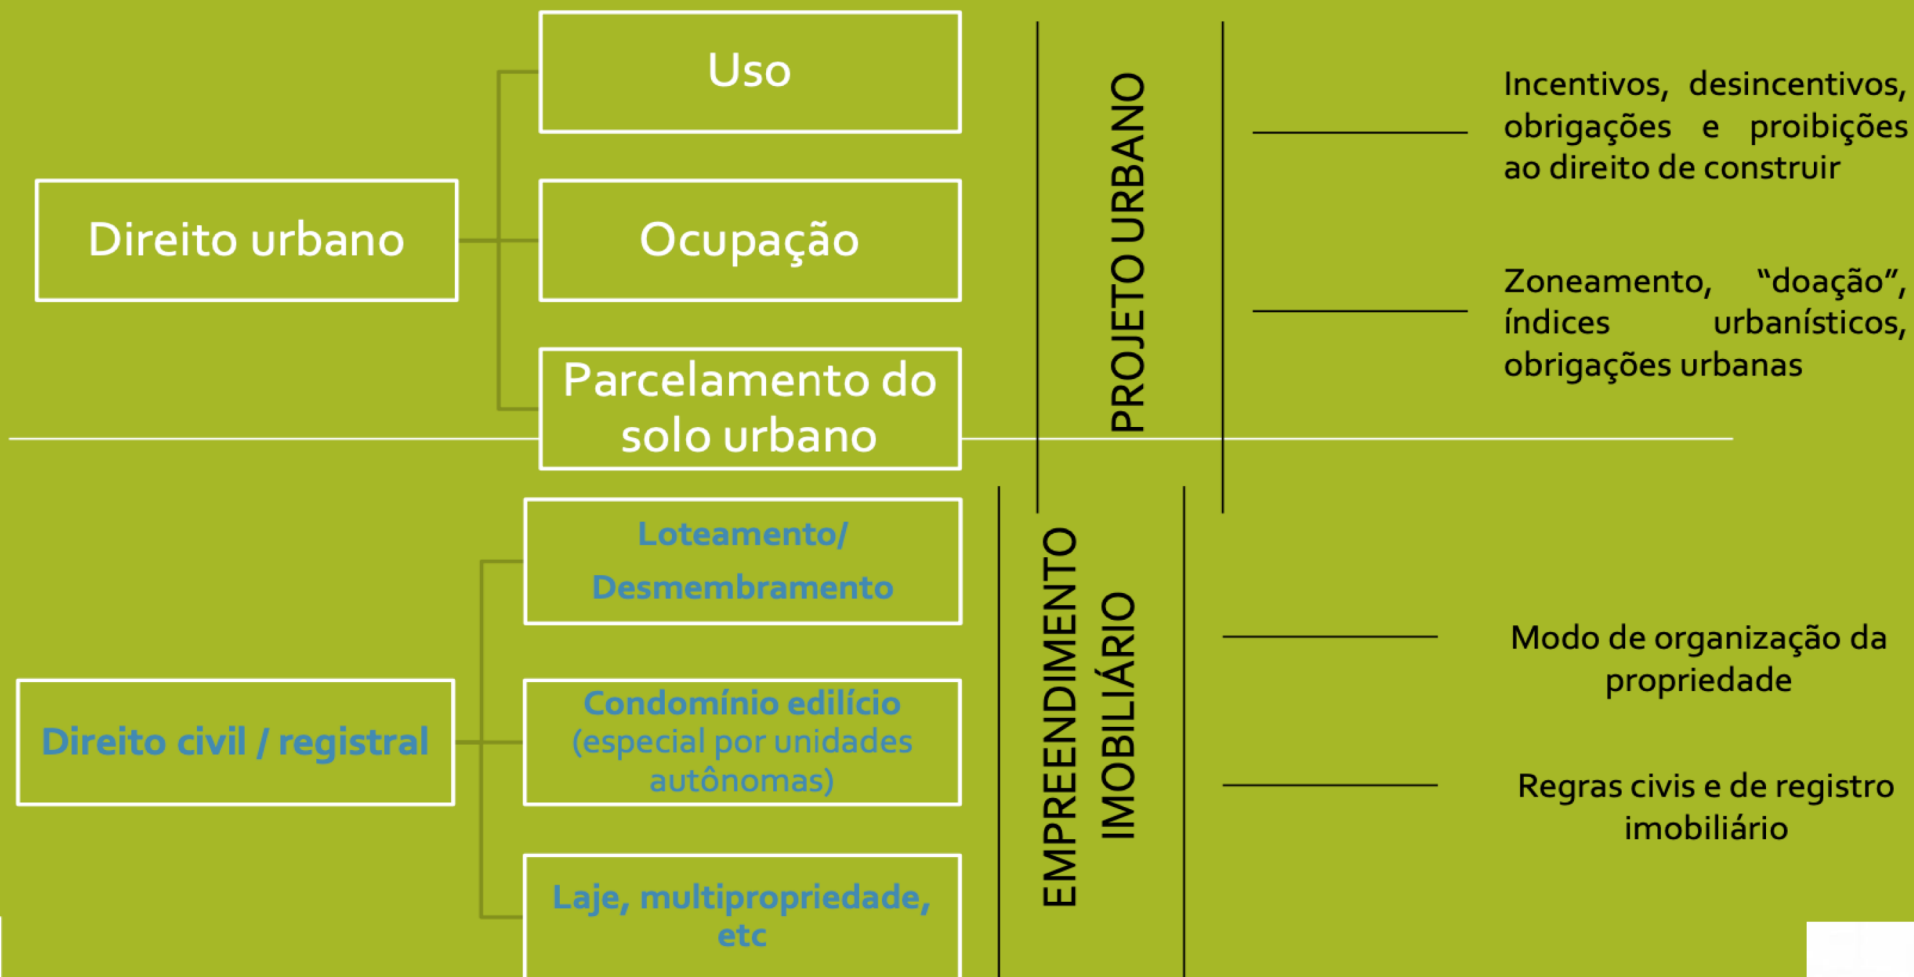 Direito urbano
Uso
Ocupação
Parcelamento do
solo urbano
PROJETO URBANO
Incentivos, desincentivos,
obrigações e proibições
ao direito de construir
Zoneamento, “doação”,
índices urbanísticos,
obrigações urbanas
Direito civil / registral
Loteamento/
Desmembramento
Condomínio edilício
(especial por unidades
autônomas)
Laje, multipropriedade,
etc
EMPREENDIMENTO
IMOBILIÁRIO
Modo de organização da
propriedade
Regras civis e de registro
imobiliário